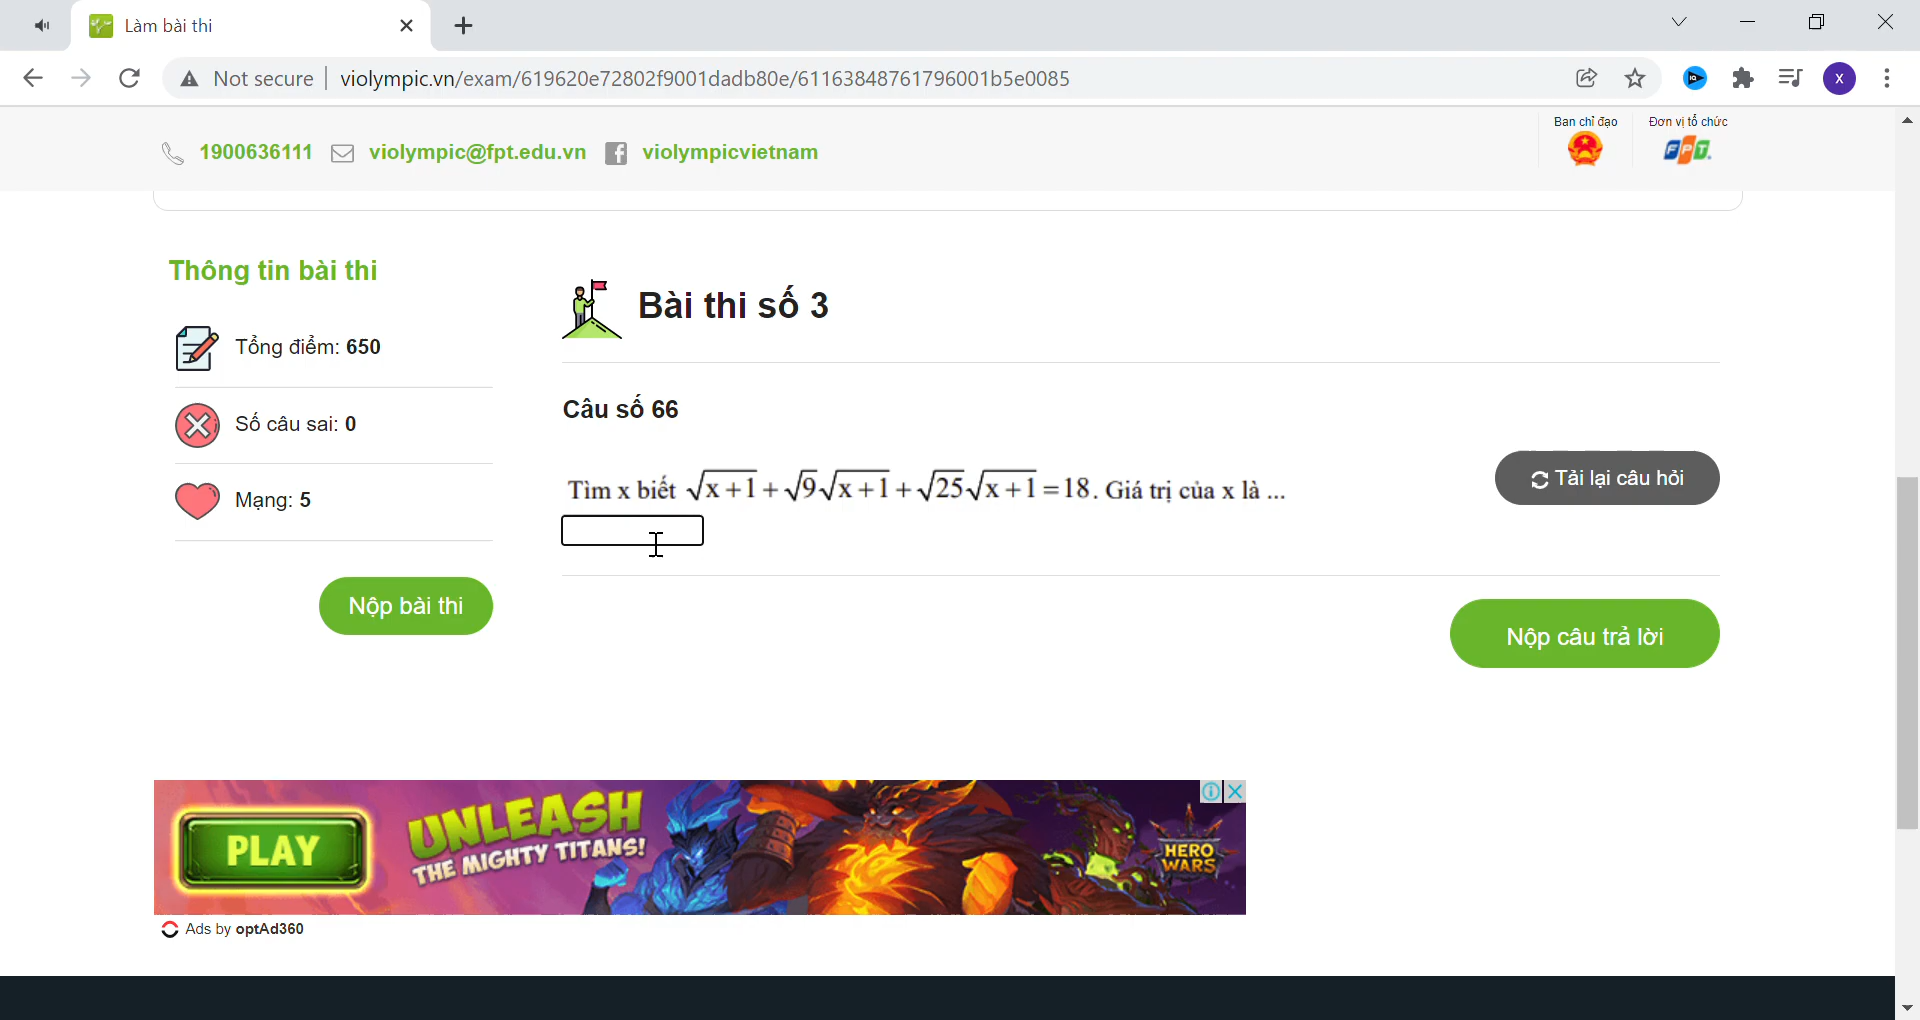 Làm bài thi
Not secure
violympic.vn/exam/619620e72802f9001dadb80e/61163848761796001b5e0085
x
1900636111
violympic@fpt.edu.vn
violympicvietnam
Ban chỉ đạo
Đơn vị tổ chức
FPT
Thông tin bài thi
Tổng điểm: 650
Số câu sai: 0
Mạng: 5
Nộp bài thi
Bài thi số 3
Câu số 66
Tìm x biết √(x+1) + √9√(x+1) + √25√(x+1) = 18. Giá trị của x là ...
Tải lại câu hỏi
Nộp câu trả lời
PLAY
UNLEASH
THE MIGHTY TITANS!
HERO
WARS
Ads by optAd360